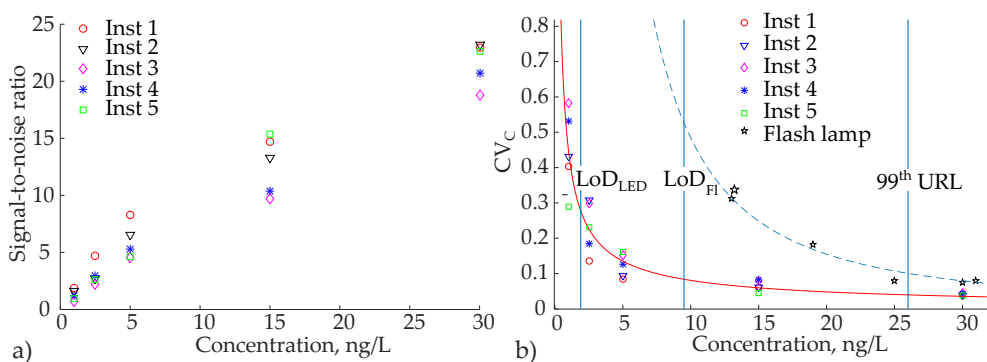 25
20
15
10
5
0
Signal-to-noise ratio
Inst 1
Inst 2
Inst 3
Inst 4
Inst 5
0 5 10 15 20 25 30
Concentration, ng/L
a)
0.8
0.7
0.6
0.5
0.4
0.3
0.2
0.1
0
CV_C
Inst 1
Inst 2
Inst 3
Inst 4
Inst 5
Flash lamp
LoD_LED
LoD_FI
99th URL
0 5 10 15 20 25 30
Concentration, ng/L
b)